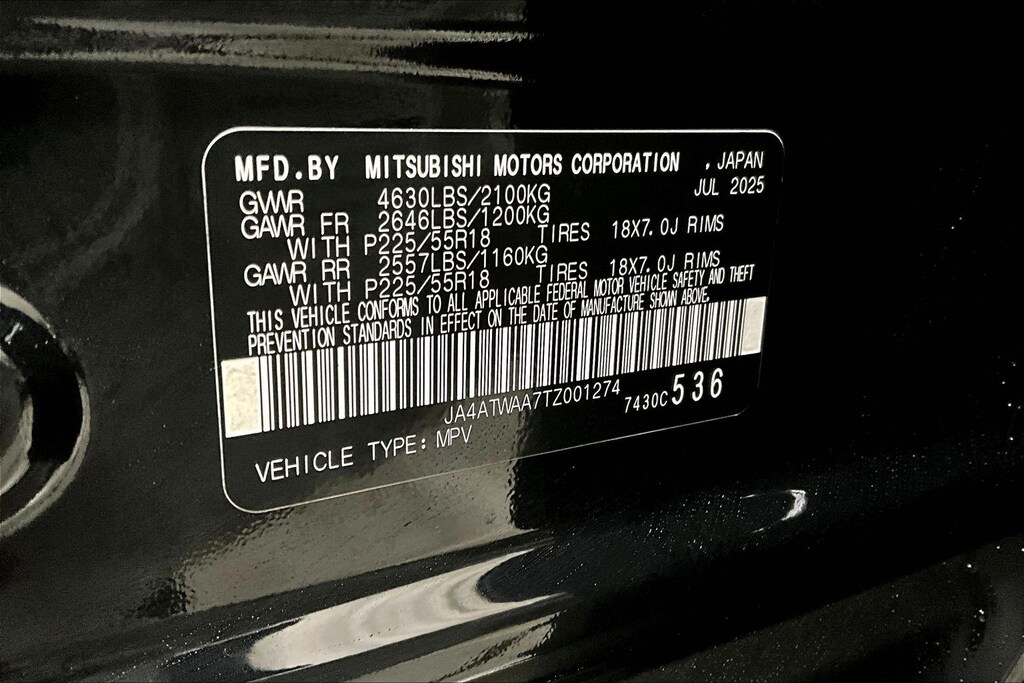 MFD.BY MITSUBISHI MOTORS CORPORATION . JAPAN
JUL 2025
GVWR 4630LBS/2100KG
GAWR FR 2646LBS/1200KG
WITH P225/55R18 TIRES 18X7.0J RIMS
GAWR RR 2557LBS/1160KG
WITH P225/55R18 TIRES 18X7.0J RIMS
THIS VEHICLE CONFORMS TO ALL APPLICABLE FEDERAL MOTOR VEHICLE SAFETY AND THEFT
PREVENTION STANDARDS IN EFFECT ON THE DATE OF MANUFACTURE SHOWN ABOVE.
JA4ATWAA7TZ001274
7430C 536
VEHICLE TYPE: MPV